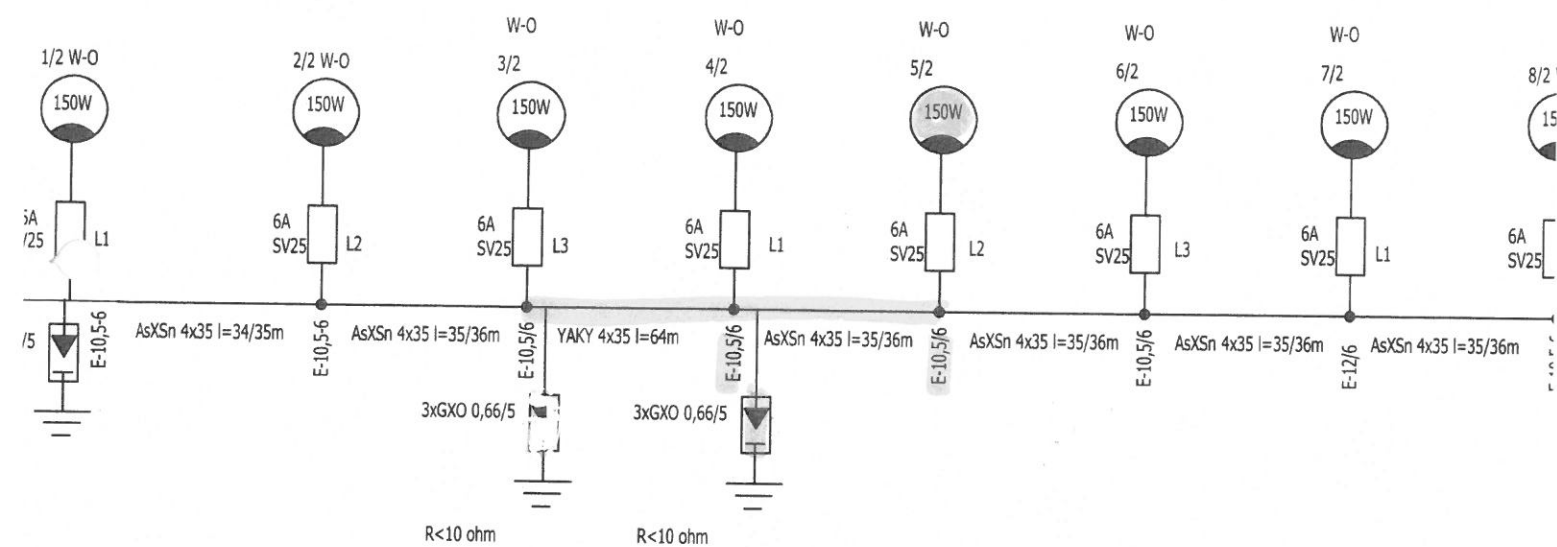 W-O
W-O
W-O
W-O
W-O
1/2 W-O
2/2 W-O
3/2
4/2
5/2
6/2
7/2
8/2
150W
150W
150W
150W
150W
150W
150W
L1
6A
SV25
L2
6A
SV25
L3
6A
SV25
L1
6A
SV25
L2
6A
SV25
L3
6A
SV25
L1
6A
SV25
AsXSn 4x35 l=34/35m
AsXSn 4x35 l=35/36m
YAKY 4x35 l=64m
AsXSn 4x35 l=35/36m
AsXSn 4x35 l=35/36m
AsXSn 4x35 l=35/36m
AsXSn 4x35 l=35/36m
E-10,5-6
E-10,5-6
E-10,5/6
E-10,5/6
E-10,5/6
E-10,5/6
E-12/6
/5
3xGXO 0,66/5
3xGXO 0,66/5
R<10 ohm
R<10 ohm